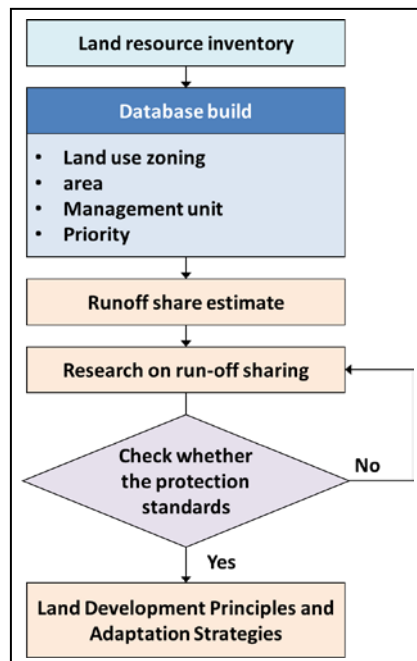 Land resource inventory
Database build
• Land use zoning
• area
• Management unit
• Priority
Runoff share estimate
Research on run-off sharing
Check whether
the protection
standards
No
Yes
Land Development Principles and
Adaptation Strategies